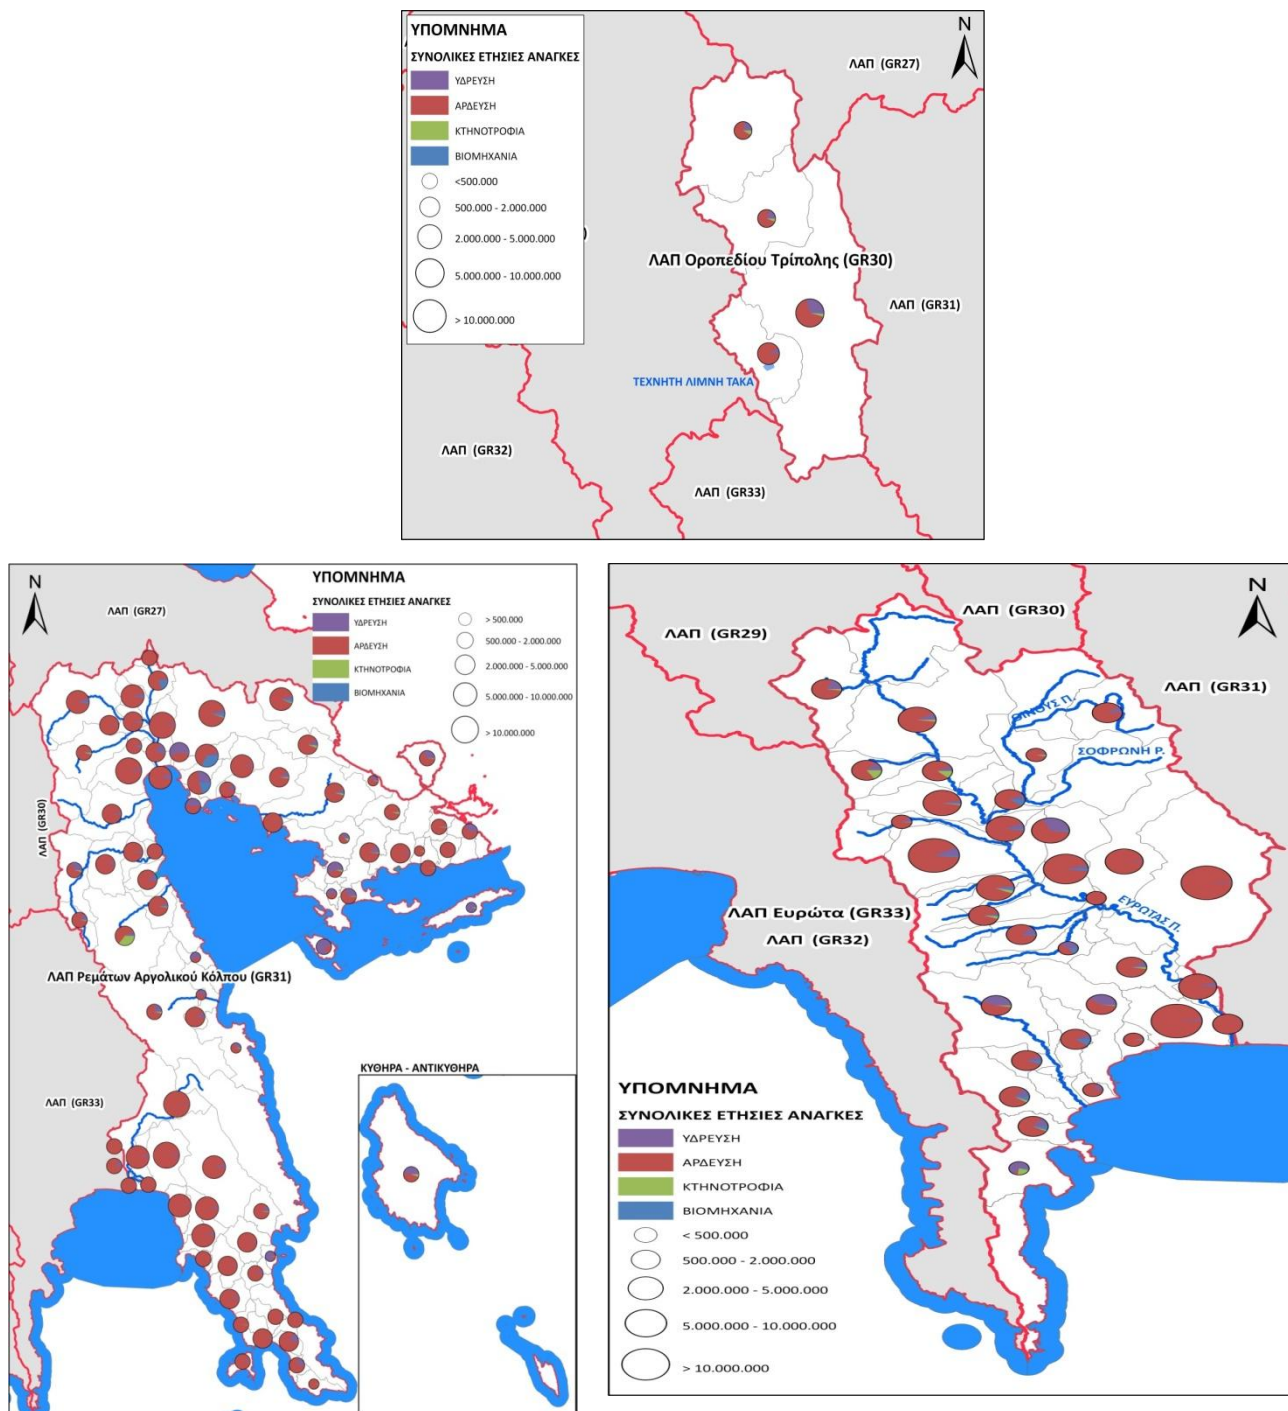 ΥΠΟΜΝΗΜΑ
ΣΥΝΟΛΙΚΕΣ ΕΤΗΣΙΕΣ ΑΝΑΓΚΕΣ
ΥΔΡΕΥΣΗ
ΑΡΔΕΥΣΗ
ΚΤΗΝΟΤΡΟΦΙΑ
ΒΙΟΜΗΧΑΝΙΑ
<500.000
500.000 - 2.000.000
2.000.000 - 5.000.000
5.000.000 - 10.000.000
> 10.000.000
N
ΛΑΠ (GR27)
ΛΑΠ Οροπεδίου Τρίπολης (GR30)
ΛΑΠ (GR31)
ΤΕΧΝΗΤΗ ΛΙΜΝΗ ΤΑΚΑ
ΛΑΠ (GR32)
ΛΑΠ (GR33)
N
ΛΑΠ (GR27)
ΥΠΟΜΝΗΜΑ
ΣΥΝΟΛΙΚΕΣ ΕΤΗΣΙΕΣ ΑΝΑΓΚΕΣ
ΥΔΡΕΥΣΗ
ΑΡΔΕΥΣΗ
ΚΤΗΝΟΤΡΟΦΙΑ
ΒΙΟΜΗΧΑΝΙΑ
> 500.000
500.000 - 2.000.000
2.000.000 - 5.000.000
5.000.000 - 10.000.000
> 10.000.000
ΛΑΠ (GR30)
ΛΑΠ Ρεμάτων Αργολικού Κόλπου (GR31)
ΛΑΠ (GR33)
ΚΥΘΗΡΑ - ΑΝΤΙΚΥΘΗΡΑ
N
ΛΑΠ (GR30)
ΛΑΠ (GR29)
ΛΑΠ (GR31)
ΟΙΝΟΥΣ Π.
ΣΟΦΡΩΝΗ Ρ.
ΕΥΡΩΤΑΣ Π.
ΛΑΠ Ευρώτα (GR33)
ΛΑΠ (GR32)
ΥΠΟΜΝΗΜΑ
ΣΥΝΟΛΙΚΕΣ ΕΤΗΣΙΕΣ ΑΝΑΓΚΕΣ
ΥΔΡΕΥΣΗ
ΑΡΔΕΥΣΗ
ΚΤΗΝΟΤΡΟΦΙΑ
ΒΙΟΜΗΧΑΝΙΑ
< 500.000
500.000 - 2.000.000
2.000.000 - 5.000.000
5.000.000 - 10.000.000
> 10.000.000